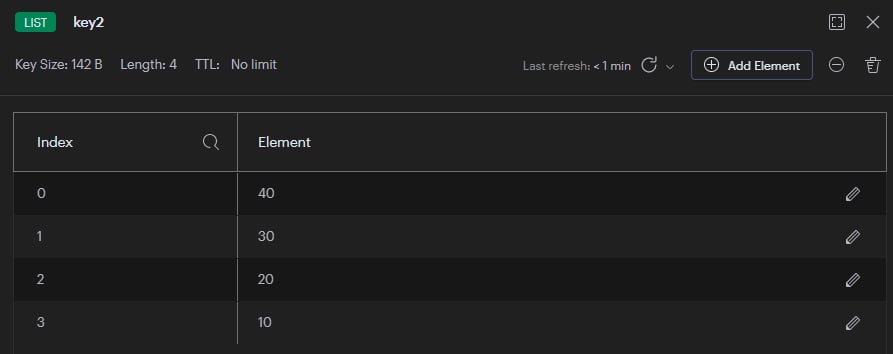 LIST key2
Key Size: 142 B Length: 4 TTL: No limit Last refresh: < 1 min Add Element
Index Element
0 40
1 30
2 20
3 10